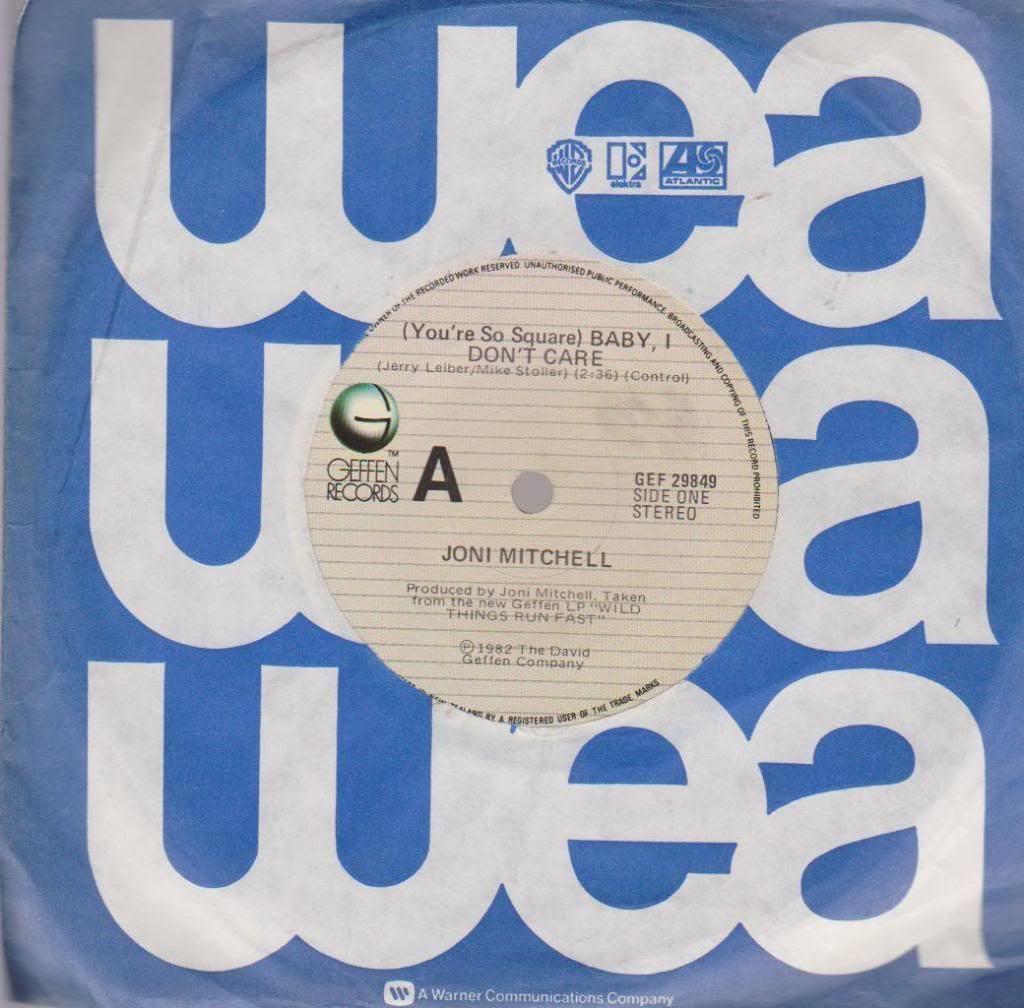 wea
WB RECORDS
elektra
ATLANTIC
OWNER OF THE RECORDED WORK RESERVED. UNAUTHORISED PUBLIC PERFORMANCE, BROADCASTING AND COPYING OF THIS RECORD PROHIBITED
(You're So Square) BABY, I
DON'T CARE
(Jerry Leiber/Mike Stoller) (2:36) (Control)
G
TM
GEFFEN
RECORDS
A
GEF 29849
SIDE ONE
STEREO
wea
JONI MITCHELL
Produced by Joni Mitchell. Taken
from the new Geffen LP "WILD
THINGS RUN FAST"
℗ 1982 The David
Geffen Company
BY A REGISTERED USER OF THE TRADE MARKS
wea
A Warner Communications Company